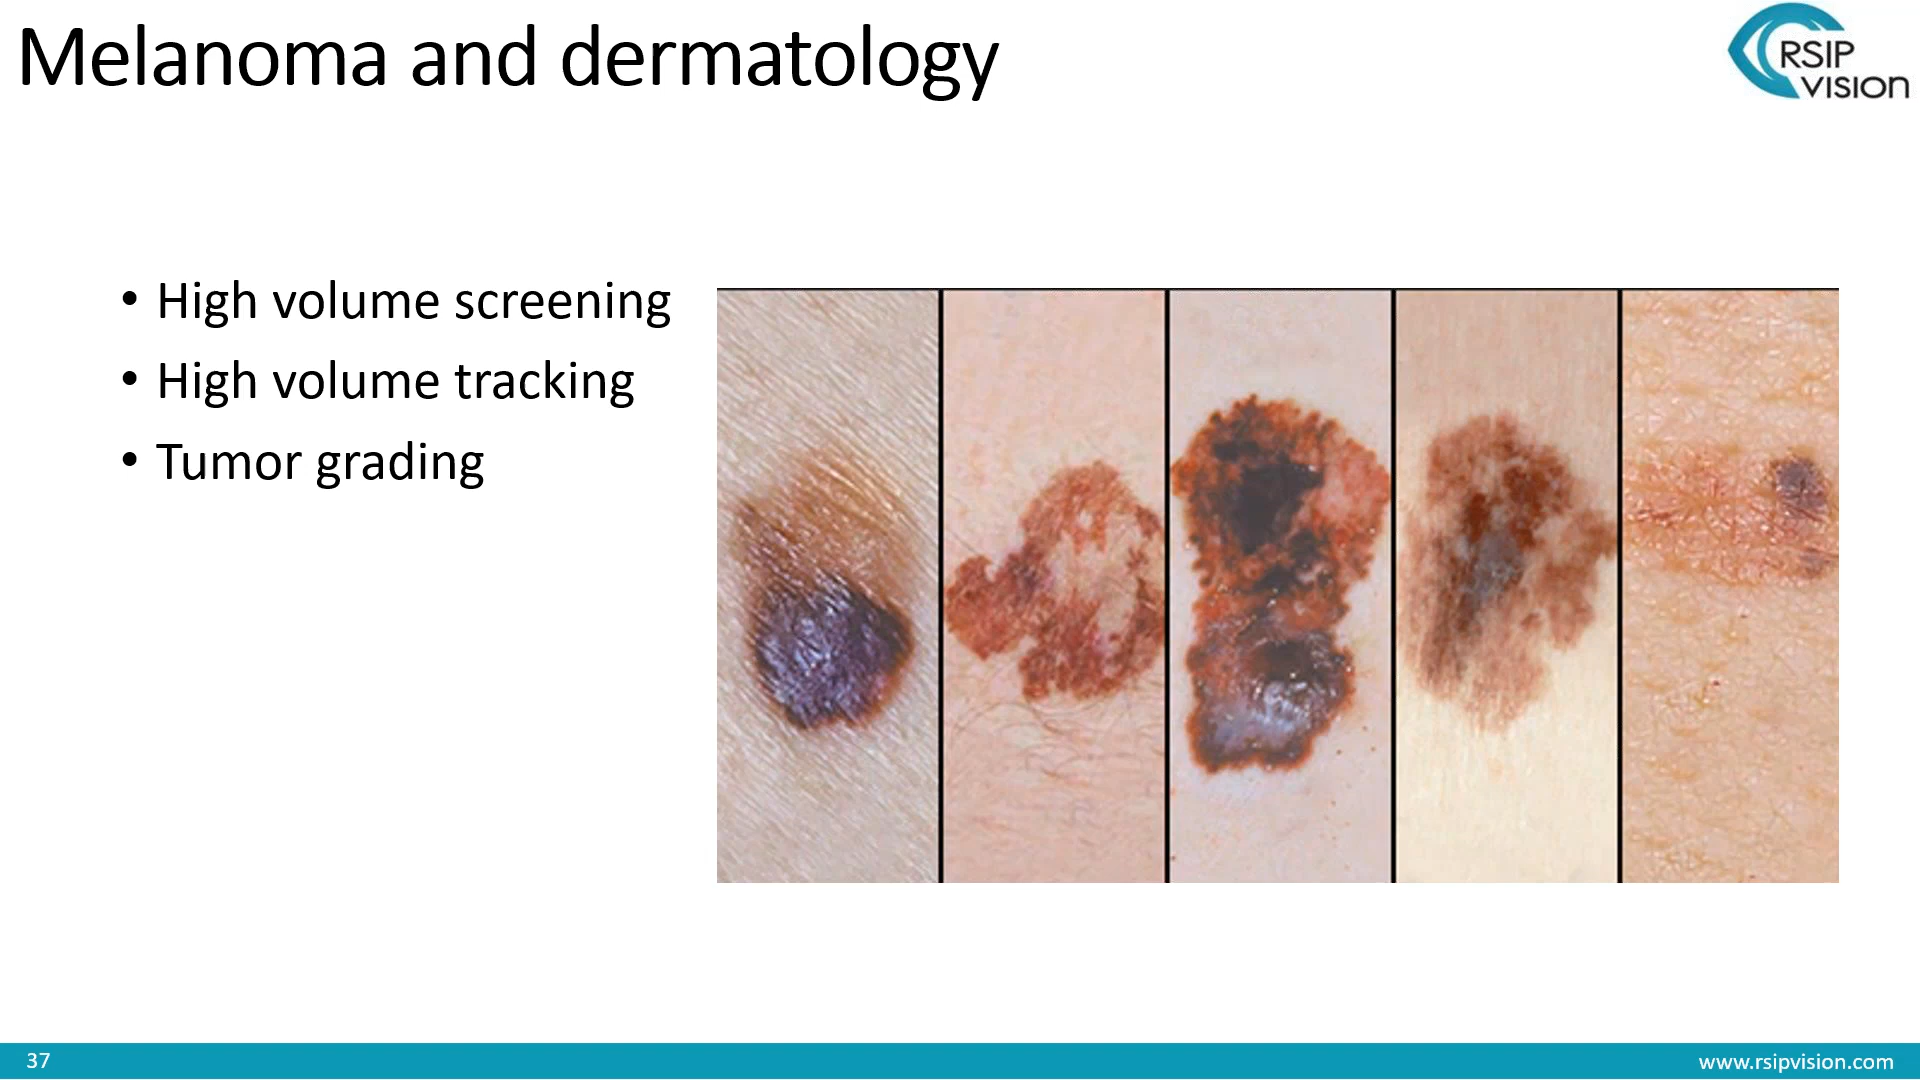 Melanoma and dermatology
RSIP
VISION
• High volume screening
• High volume tracking
• Tumor grading
37
www.rsipvision.com